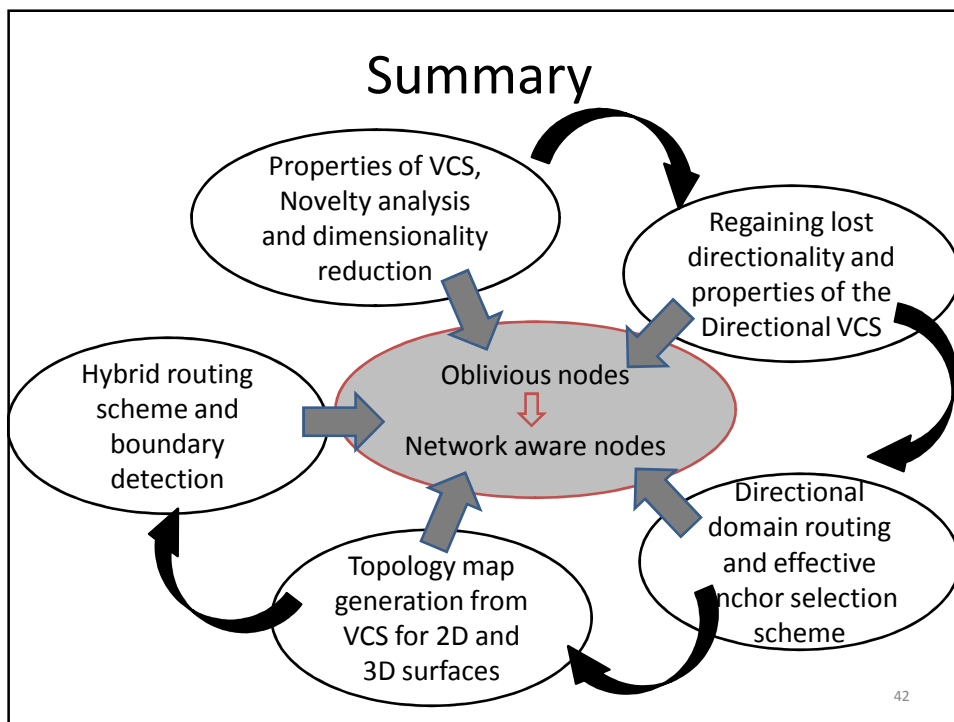 Summary
Properties of VCS,
Novelty analysis
and dimensionality
reduction
Regaining lost
directionality and
properties of the
Directional VCS
Oblivious nodes
Network aware nodes
Hybrid routing
scheme and
boundary
detection
Directional
domain routing
and effective
nchor selection
scheme
Topology map
generation from
VCS for 2D and
3D surfaces
42